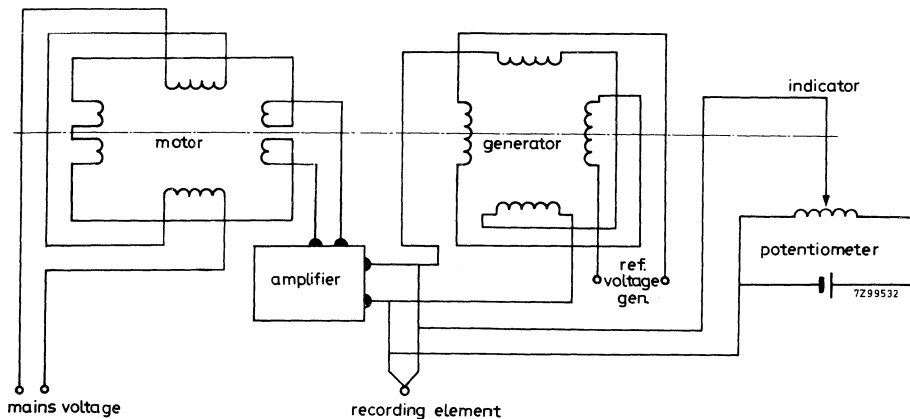 indicator
motor
generator
potentiometer
amplifier
ref.
voltage
gen.
7Z99532
mains voltage
recording element